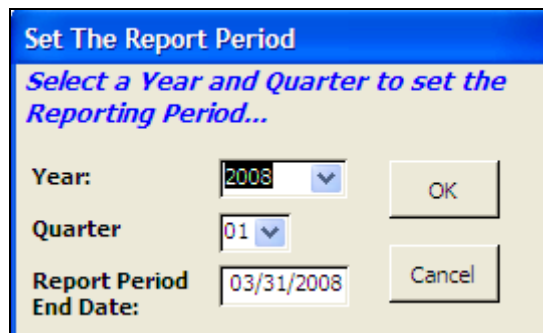 Set The Report Period
Select a Year and Quarter to set the
Reporting Period...
Year: 2008 OK
Quarter 01
Report Period 03/31/2008 Cancel
End Date: